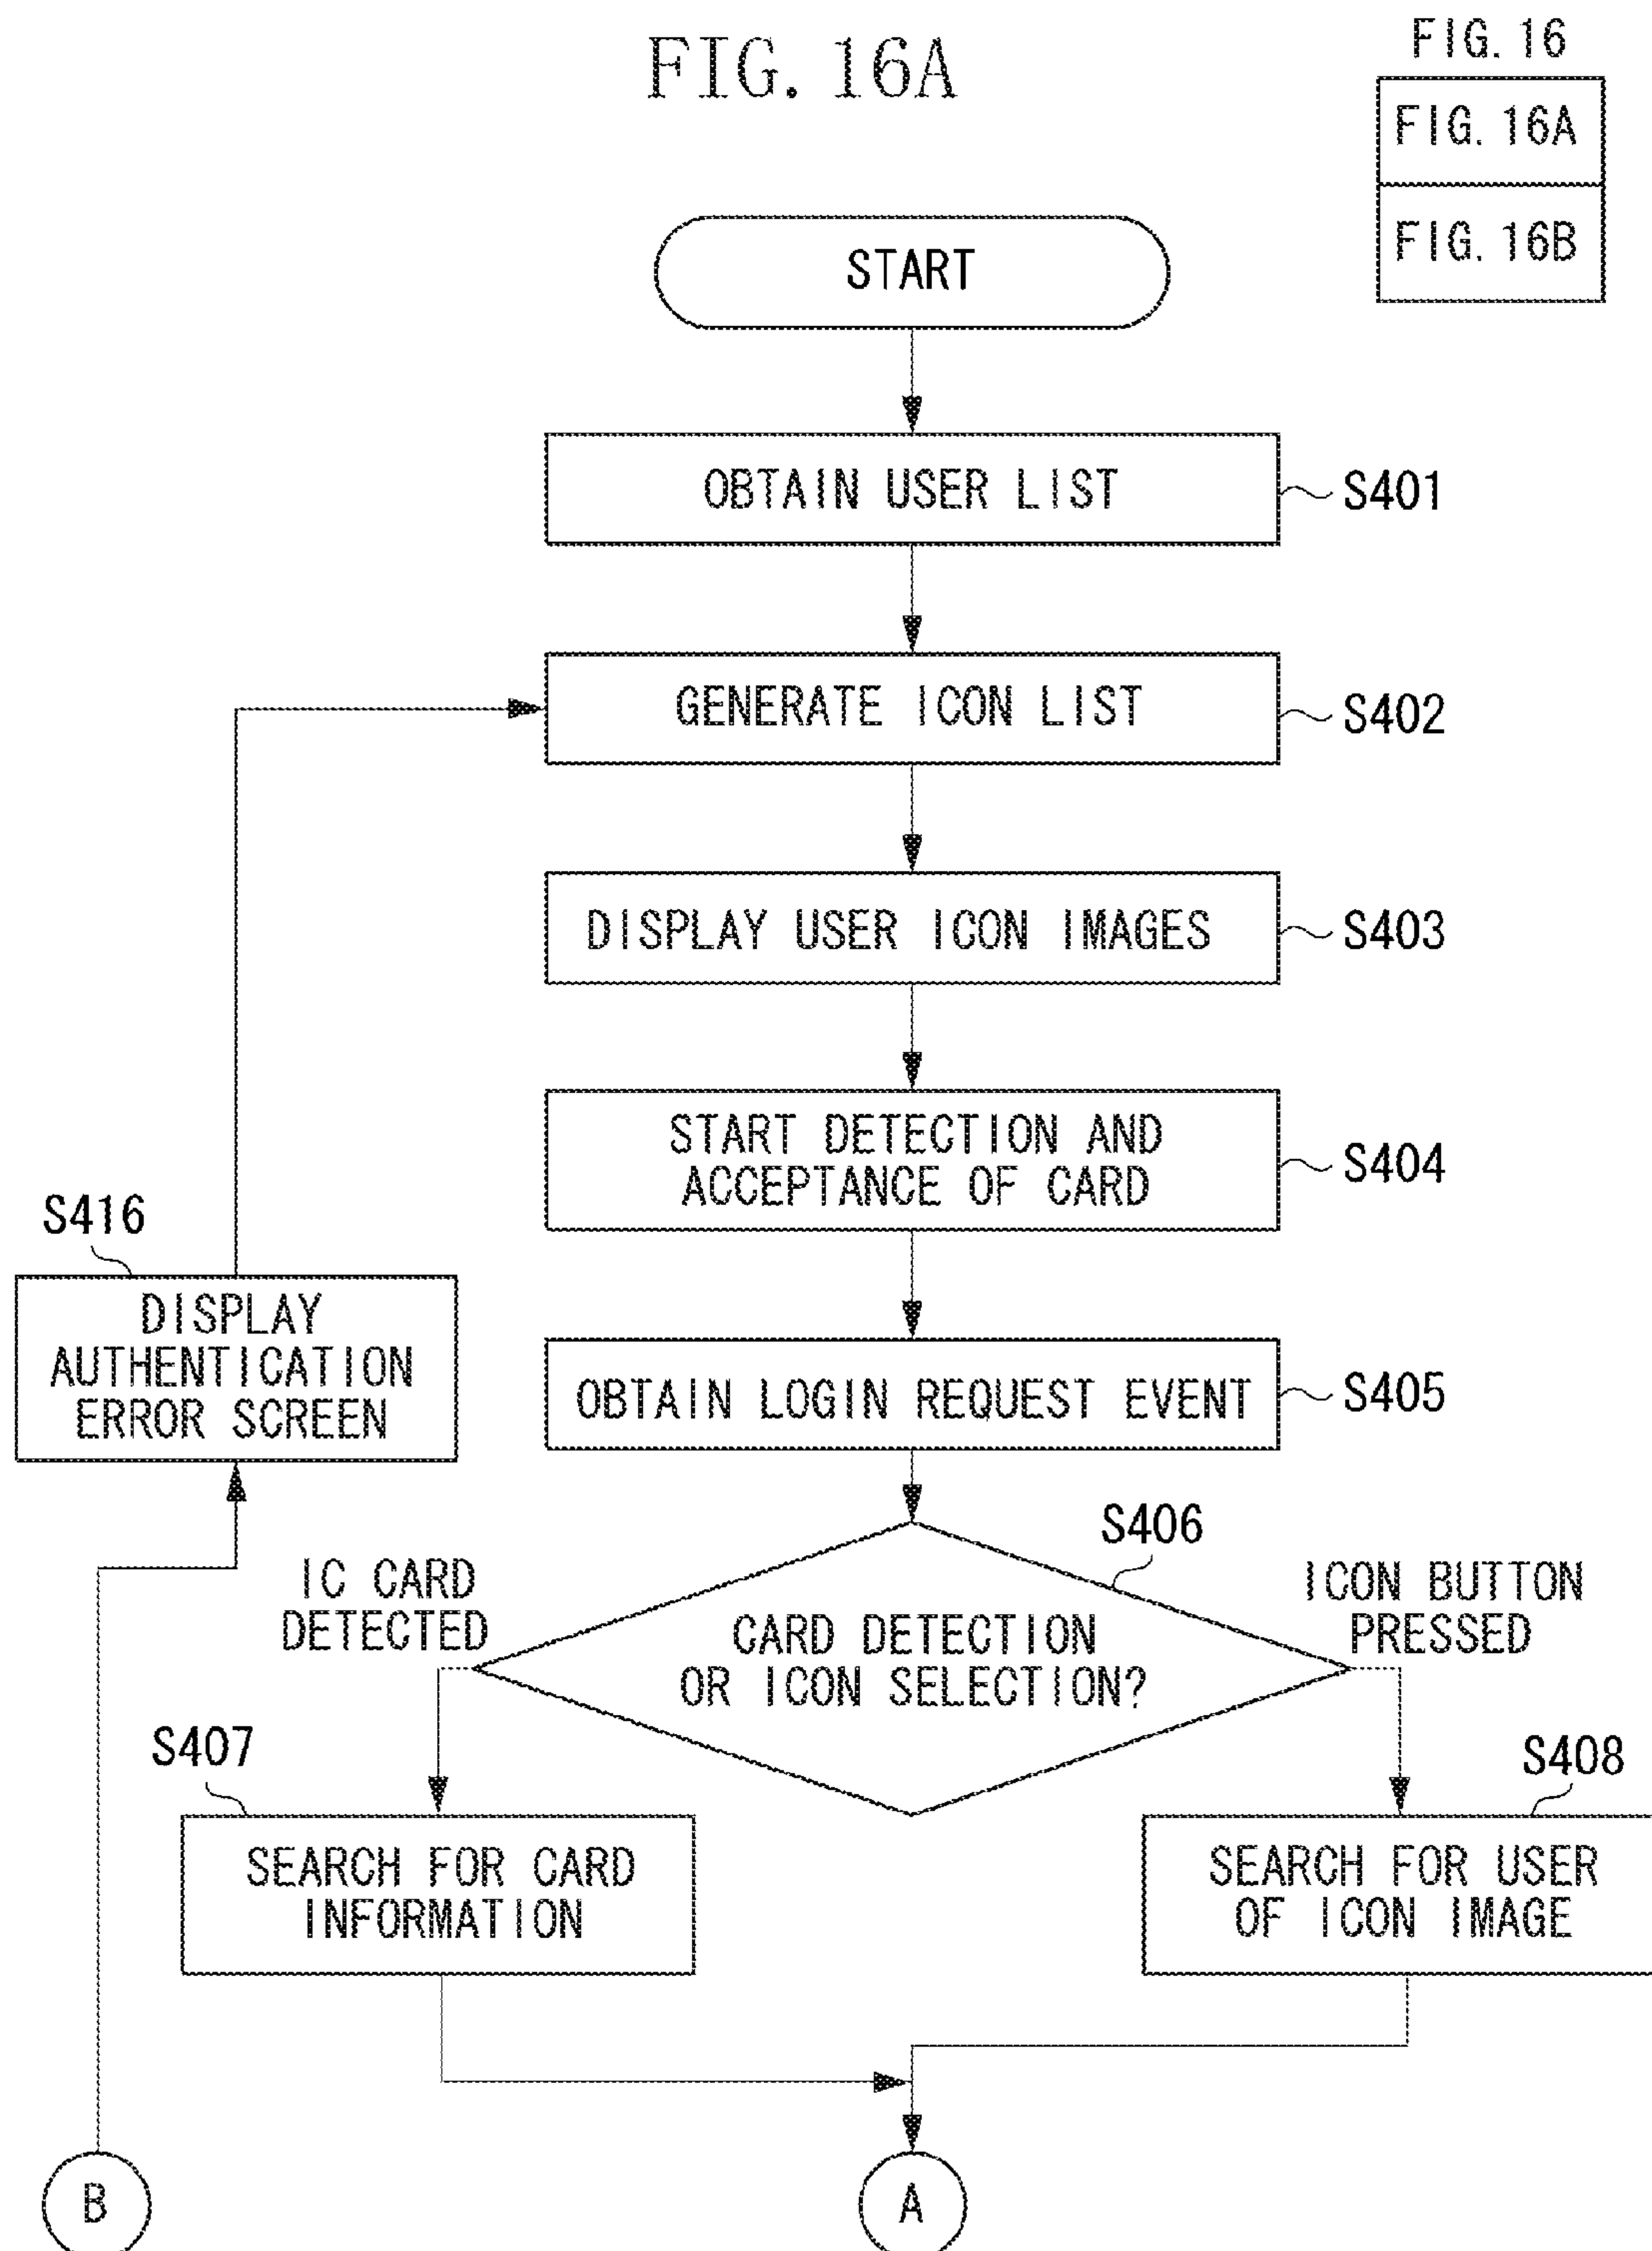 FIG. 16A
FIG. 16
FIG. 16A
FIG. 16B
START
OBTAIN USER LIST
S401
GENERATE ICON LIST
S402
DISPLAY USER ICON IMAGES
S403
START DETECTION AND
ACCEPTANCE OF CARD
S404
S416
DISPLAY
AUTHENTICATION
ERROR SCREEN
OBTAIN LOGIN REQUEST EVENT
S405
S406
IC CARD
DETECTED
CARD DETECTION
OR ICON SELECTION?
ICON BUTTON
PRESSED
S407
SEARCH FOR CARD
INFORMATION
S408
SEARCH FOR USER
OF ICON IMAGE
B
A